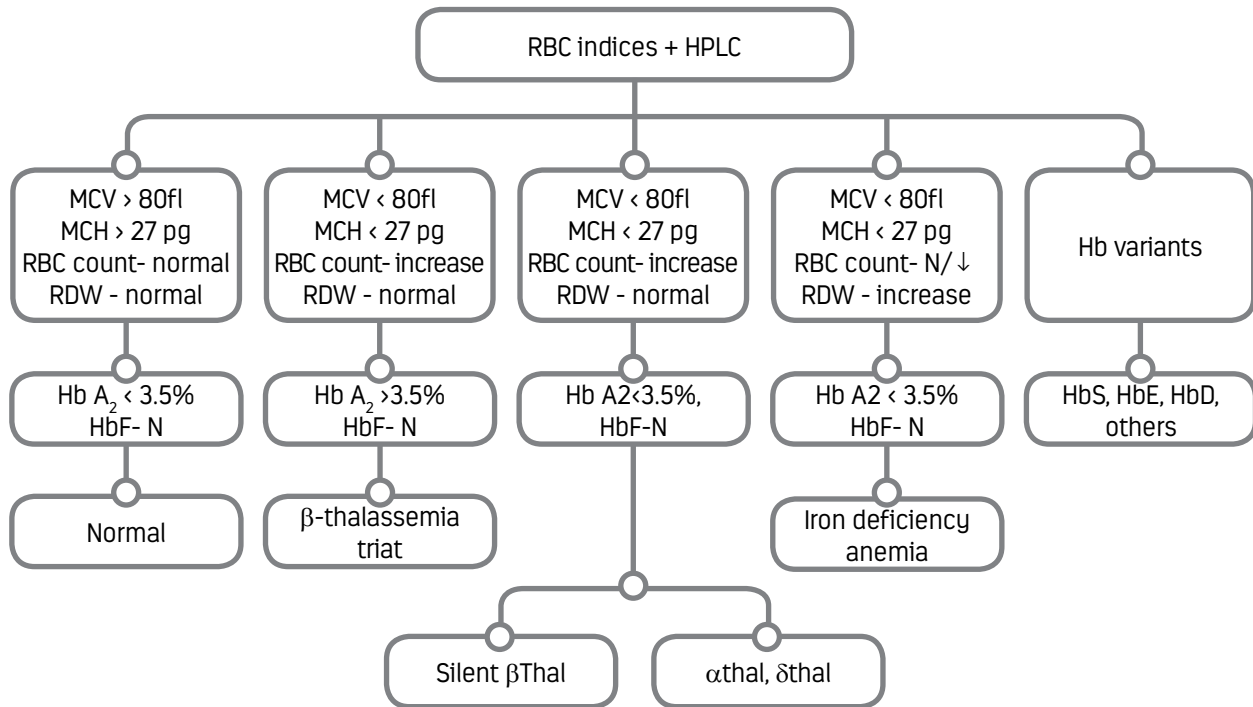 RBC indices + HPLC
MCV > 80fl
MCH > 27 pg
RBC count- normal
RDW - normal
MCV < 80fl
MCH < 27 pg
RBC count- increase
RDW - normal
MCV < 80fl
MCH < 27 pg
RBC count- increase
RDW - normal
MCV < 80fl
MCH < 27 pg
RBC count- N/↓
RDW - increase
Hb variants
Hb A₂ < 3.5%
HbF- N
Hb A₂ >3.5%
HbF- N
Hb A2<3.5%,
HbF-N
Hb A2 < 3.5%
HbF- N
HbS, HbE, HbD,
others
Normal
β-thalassemia
triat
Iron deficiency
anemia
Silent βThal
αthal, δthal